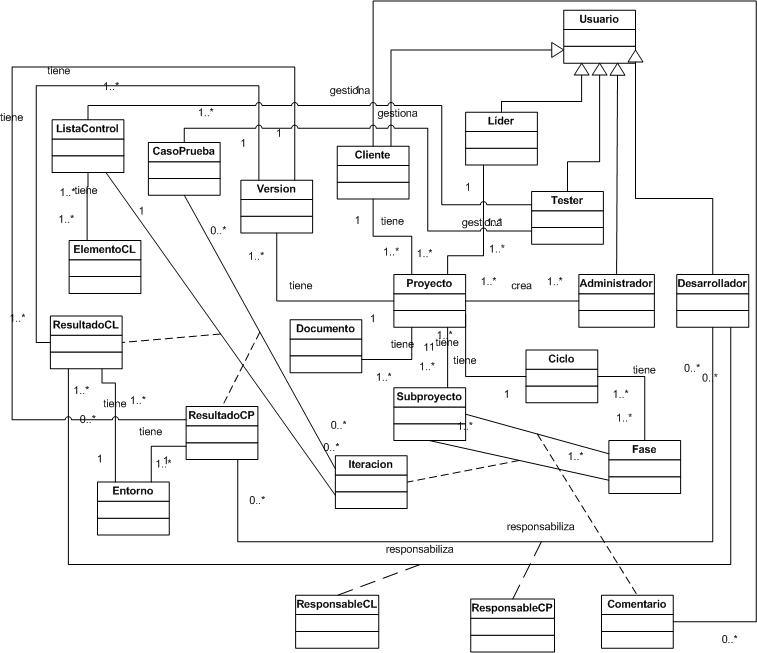 Usuario
tiene
1..*
gestiona
1
1..*
gestiona
tiene
ListaControl
CasoPrueba
Cliente
Lider
1
1
Version
1
Tester
1..*
tiene
1
1..*
0..*
1
tiene
gestiona
1..*
ElementoCL
1..*
1..*
1..*
1..*
Proyecto
1..*
crea
1..*
Administrador
Desarrollador
tiene
1..*
ResultadoCL
1
Documento
1..*
tiene
11
tiene
Ciclo
tiene
1..*
1..*
tiene
0..*
0..*
1..*
1
1..*
Subproyecto
tiene
1..*
0..*
ResultadoCP
1..*
1..*
tiene
0..*
0..*
Fase
1
1
1..*
Iteracion
1..*
Entorno
0..*
responsabiliza
responsabiliza
ResponsableCL
ResponsableCP
Comentario
0..*